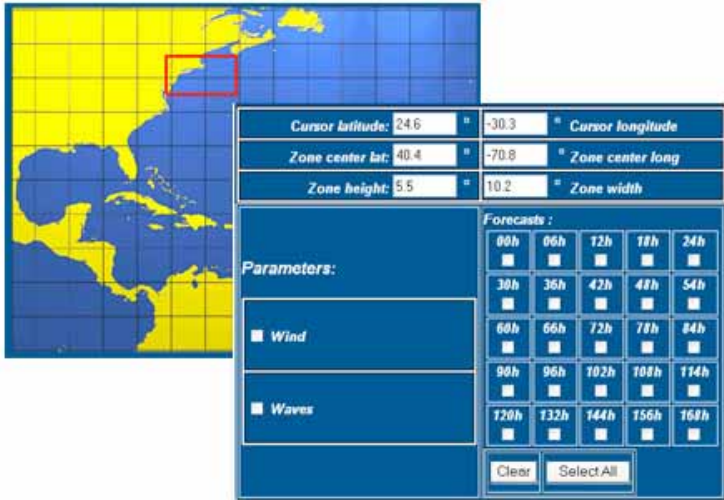 Cursor latitude: 24.6 ° -30.3 ° Cursor longitude
Zone center lat: 40.4 ° -70.8 ° Zone center long
Zone height: 5.5 ° 10.2 ° Zone width
Parameters:
Wind
Waves
Forecasts :
00h 06h 12h 18h 24h
30h 36h 42h 48h 54h
60h 66h 72h 78h 84h
90h 96h 102h 108h 114h
120h 132h 144h 156h 168h
Clear Select All